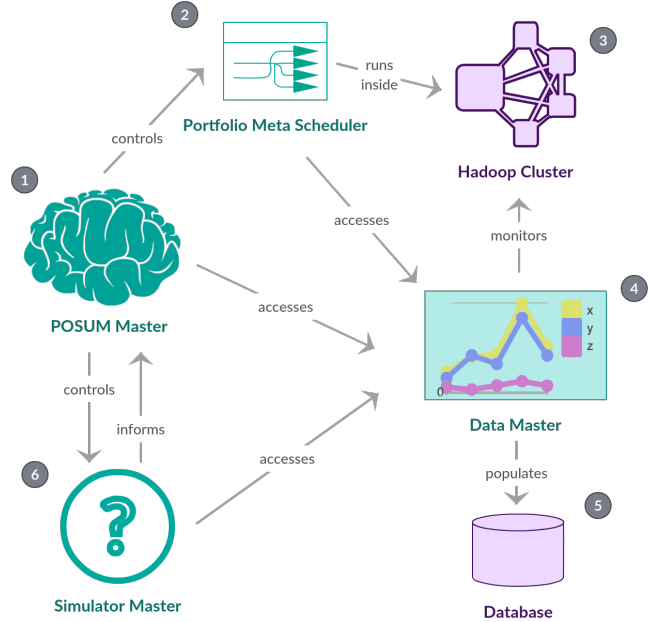 2
3
runs
inside
controls
Portfolio Meta Scheduler
1
Hadoop Cluster
accesses
monitors
4
accesses
x
y
z
POSUM Master
0
controls
Data Master
informs
accesses
populates
6
5
Simulator Master
Database